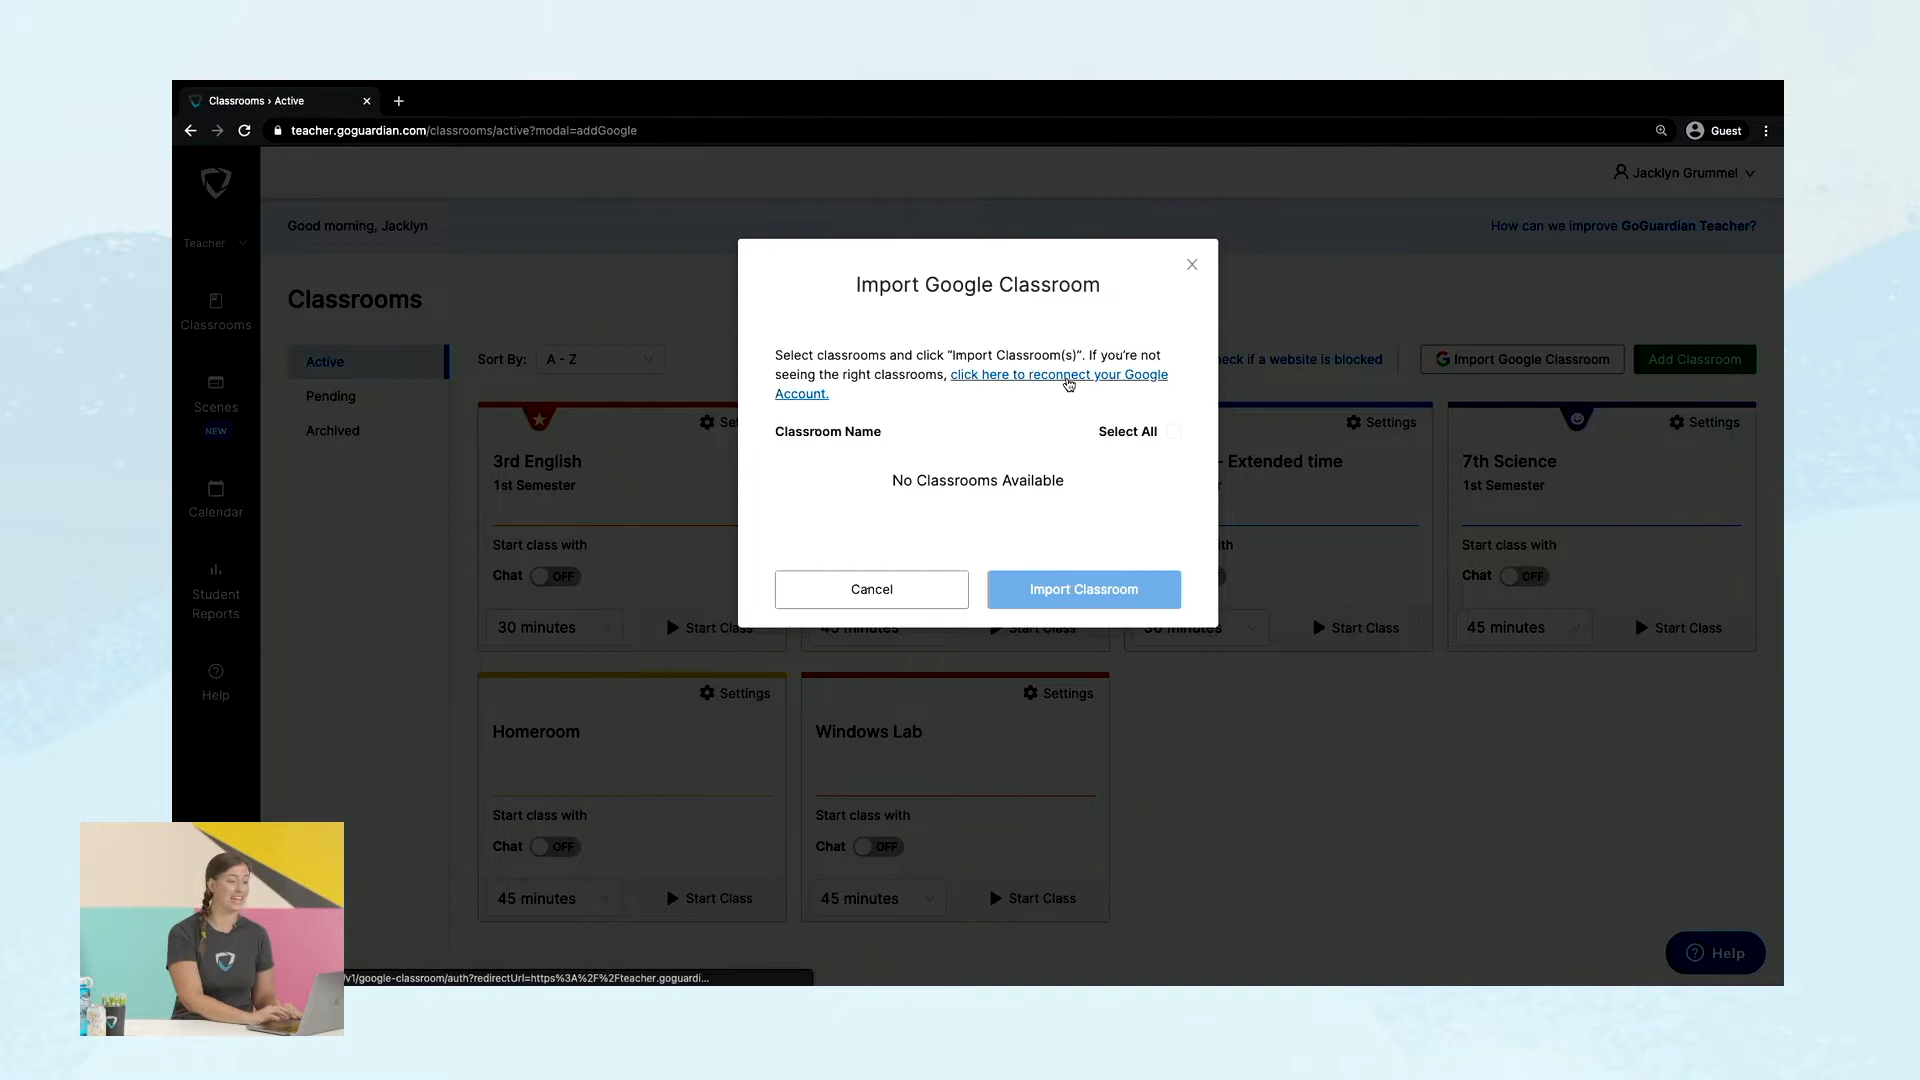 Classrooms › Active
teacher.goguardian.com/classrooms/active?modal=addGoogle
Guest
Jacklyn Grummel
Teacher
Good morning, Jacklyn
How can we improve GoGuardian Teacher?
Classrooms
Scenes
NEW
Calendar
Student
Reports
Help
Classrooms
Active
Pending
Archived
Sort By: A - Z
eck if a website is blocked
Import Google Classroom
Add Classroom
Import Google Classroom
Select classrooms and click “Import Classroom(s)”. If you’re not
seeing the right classrooms, click here to reconnect your Google
Account.
Classroom Name
Select All
No Classrooms Available
Cancel
Import Classroom
3rd English
1st Semester
Start class with
Chat OFF
30 minutes
Start Class
45 minutes
Start Class
Settings
- Extended time
30 minutes
Start Class
Settings
7th Science
1st Semester
Start class with
Chat OFF
45 minutes
Start Class
Settings
Homeroom
Start class with
Chat OFF
45 minutes
Start Class
Settings
Windows Lab
Start class with
Chat OFF
45 minutes
Start Class
Help
/v1/google-classroom/auth?redirectUrl=https%3A%2F%2Fteacher.goguardi...